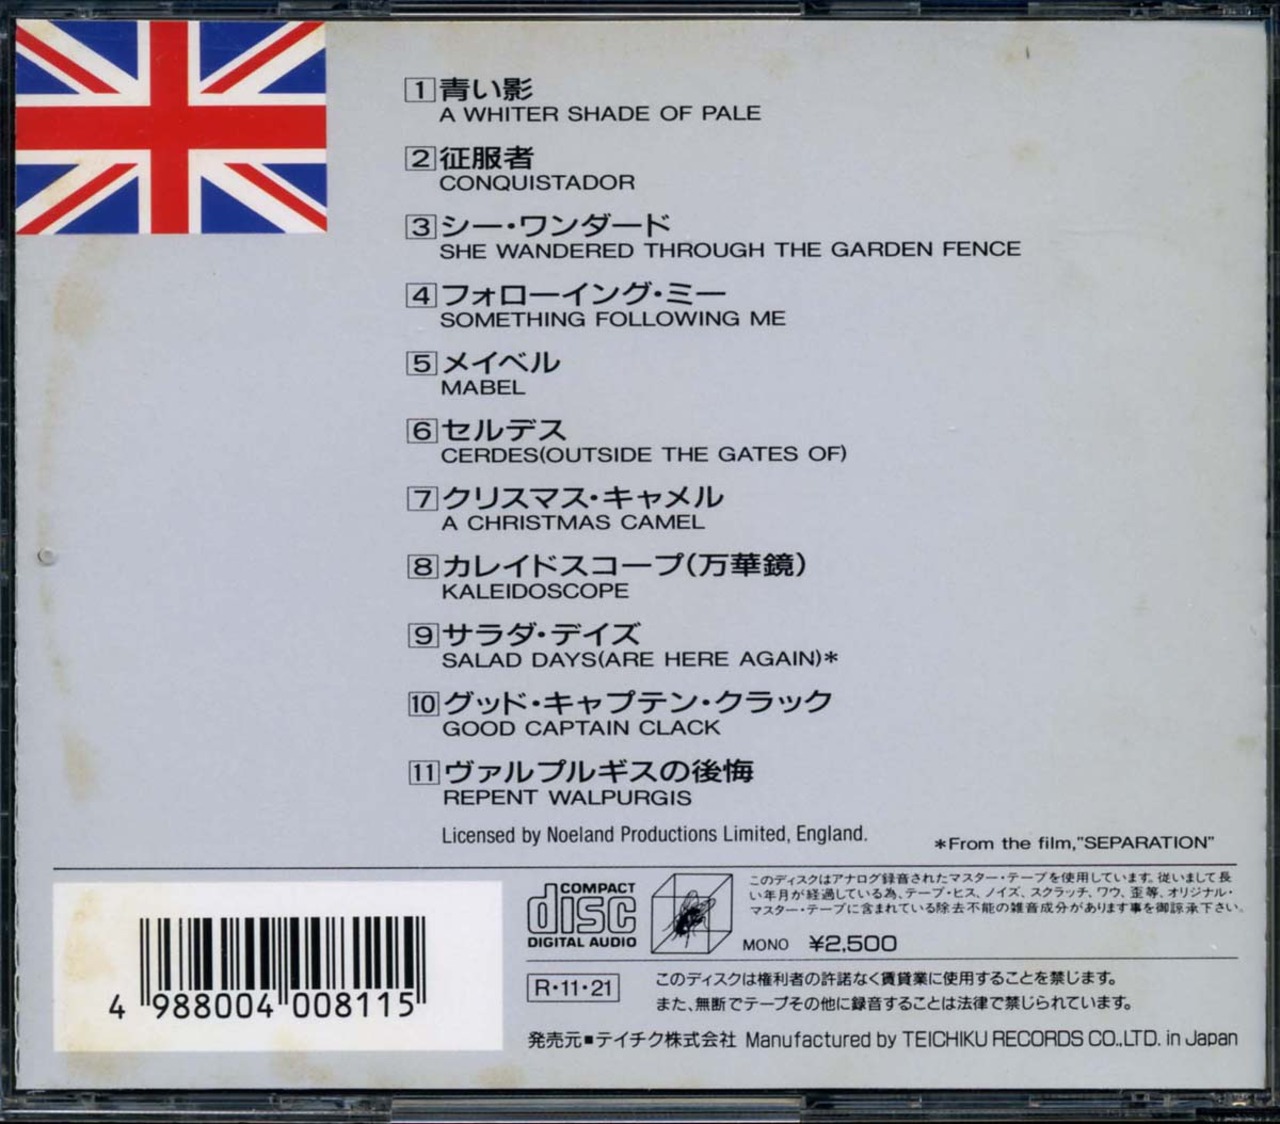 1 青い影
A WHITER SHADE OF PALE
2 征服者
CONQUISTADOR
3 シー・ワンダード
SHE WANDERED THROUGH THE GARDEN FENCE
4 フォローイング・ミー
SOMETHING FOLLOWING ME
5 メイベル
MABEL
6 セルデス
CERDES(OUTSIDE THE GATES OF)
7 クリスマス・キャメル
A CHRISTMAS CAMEL
8 カレイドスコープ(万華鏡)
KALEIDOSCOPE
9 サラダ・デイズ
SALAD DAYS(ARE HERE AGAIN)*
10 グッド・キャプテン・クラック
GOOD CAPTAIN CLACK
11 ヴァルプルギスの後悔
REPENT WALPURGIS
Licensed by Noeland Productions Limited, England.
*From the film,"SEPARATION"
4 988004 008115
COMPACT
disc
DIGITAL AUDIO
このディスクはアナログ録音されたマスター・テープを使用しています。従いまして長
い年月が経過している為、テープ・ヒス、ノイズ、スクラッチ、ワウ、歪等、オリジナル・
マスター・テープに含まれている除去不能の雑音成分があります事を御諒承下さい。
MONO ¥2,500
R・11・21
このディスクは権利者の許諾なく賃貸業に使用することを禁じます。
また、無断でテープその他に録音することは法律で禁じられています。
発売元■テイチク株式会社 Manufactured by TEICHIKU RECORDS CO.,LTD. in Japan